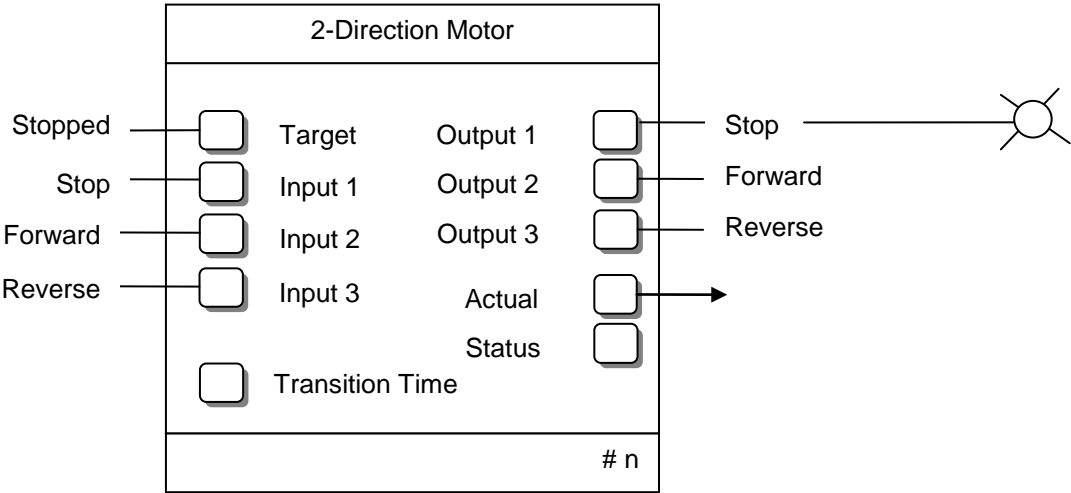 2-Direction Motor
Stopped Target Output 1 Stop
Stop Input 1 Output 2 Forward
Forward Input 2 Output 3 Reverse
Reverse Input 3 Actual
Status
Transition Time
# n